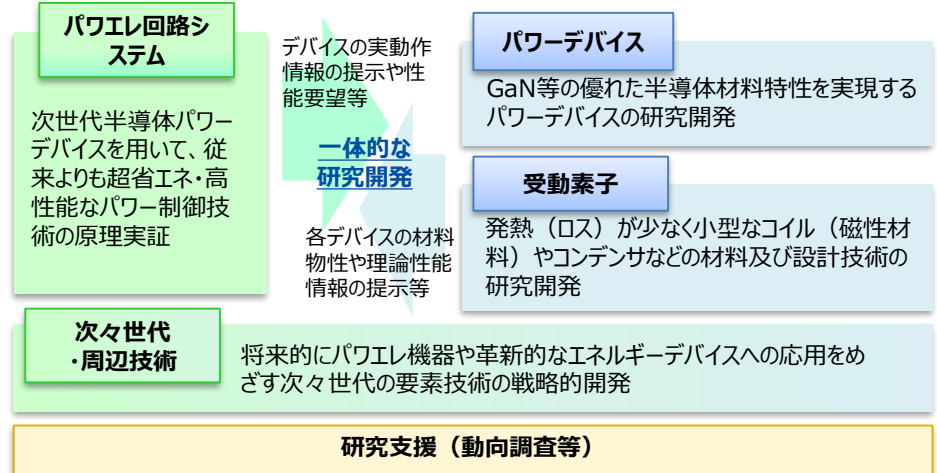 パワエレ回路シ
ステム
次世代半導体パワー
デバイスを用いて、従
来よりも超省エネ・高
性能なパワー制御技
術の原理実証
デバイスの実動作
情報の提示や性
能要望等
一体的な
研究開発
各デバイスの材料
物性や理論性能
情報の提示等
パワーデバイス
GaN等の優れた半導体材料特性を実現する
パワーデバイスの研究開発
受動素子
発熱（ロス）が少なく小型なコイル（磁性材
料）やコンデンサなどの材料及び設計技術の
研究開発
次々世代
・周辺技術
将来的にパワエレ機器や革新的なエネルギーデバイスへの応用をめ
ざす次々世代の要素技術の戦略的開発
研究支援（動向調査等）